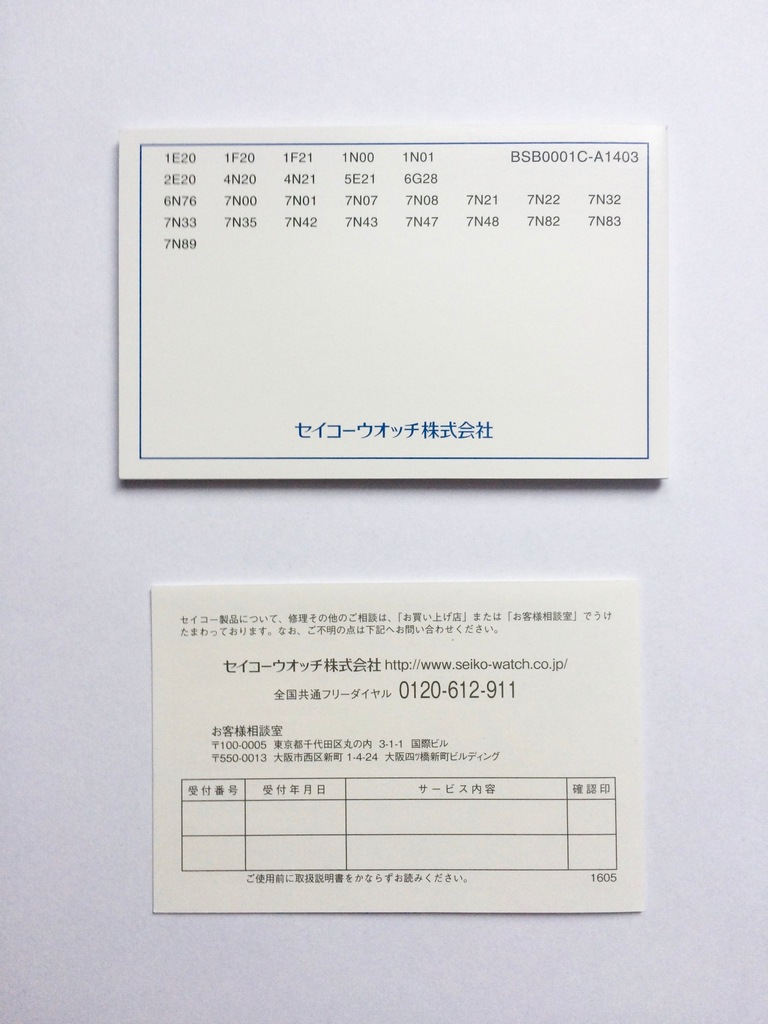 1E20 1F20 1F21 1N00 1N01 BSB0001C-A1403
2E20 4N20 4N21 5E21 6G28
6N76 7N00 7N01 7N07 7N08 7N21 7N22 7N32
7N33 7N35 7N42 7N43 7N47 7N48 7N82 7N83
7N89
セイコーウオッチ株式会社
セイコー製品について、修理その他のご相談は、「お買い上げ店」または「お客様相談室」でうけ
たまわっております。なお、ご不明の点は下記へお問い合わせください。
セイコーウオッチ株式会社 http://www.seiko-watch.co.jp/
全国共通フリーダイヤル 0120-612-911
お客様相談室
〒100-0005 東京都千代田区丸の内 3-1-1 国際ビル
〒550-0013 大阪市西区新町 1-4-24 大阪四ツ橋新町ビルディング
受付番号 受付年月日 サービス内容 確認印
ご使用前に取扱説明書をかならずお読みください。 1605